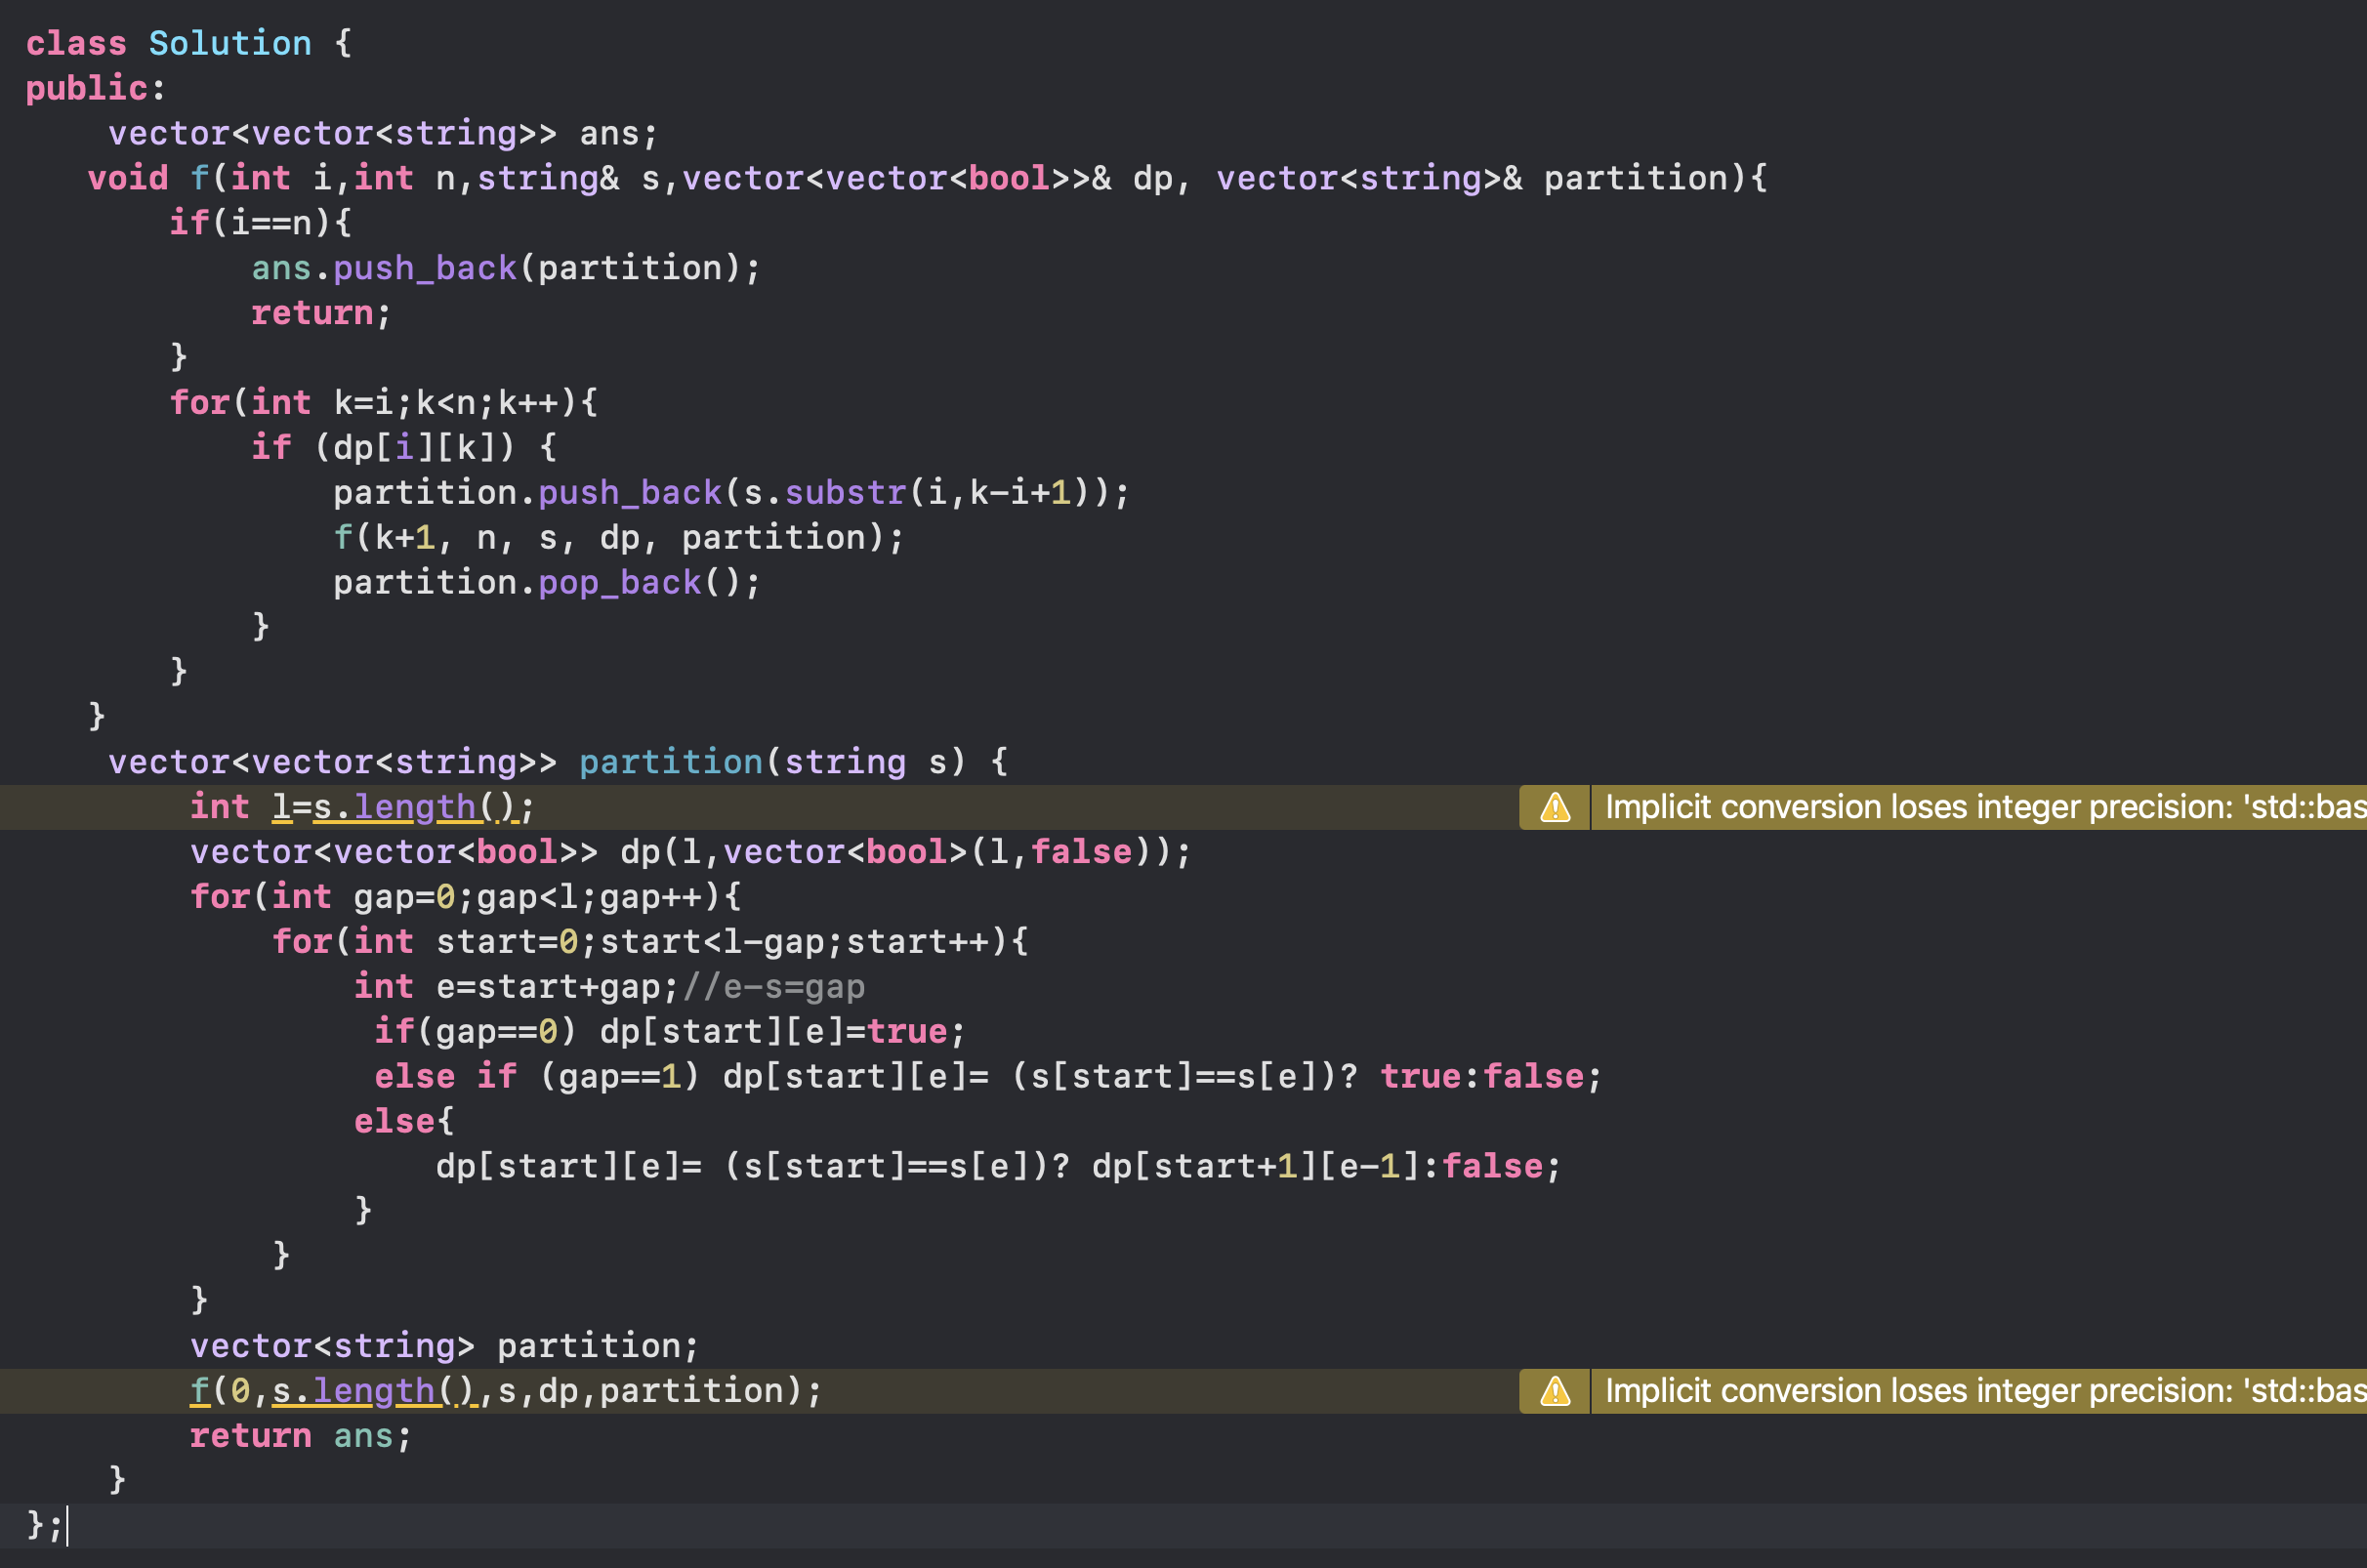 class Solution {
public:
    vector<vector<string>> ans;
   void f(int i,int n,string& s,vector<vector<bool>>& dp, vector<string>& partition){
       if(i==n){
           ans.push_back(partition);
           return;
       }
       for(int k=i;k<n;k++){
           if (dp[i][k]) {
               partition.push_back(s.substr(i,k-i+1));
               f(k+1, n, s, dp, partition);
               partition.pop_back();
           }
       }
   }
    vector<vector<string>> partition(string s) {
        int l=s.length(); Implicit conversion loses integer precision: 'std::bas
        vector<vector<bool>> dp(l,vector<bool>(l,false));
        for(int gap=0;gap<l;gap++){
            for(int start=0;start<l-gap;start++){
                int e=start+gap;//e-s=gap
                 if(gap==0) dp[start][e]=true;
                 else if (gap==1) dp[start][e]= (s[start]==s[e])? true:false;
                else{
                    dp[start][e]= (s[start]==s[e])? dp[start+1][e-1]:false;
                }
            }
        }
        vector<string> partition;
        f(0,s.length(),s,dp,partition); Implicit conversion loses integer precision: 'std::bas
        return ans;
    }
};